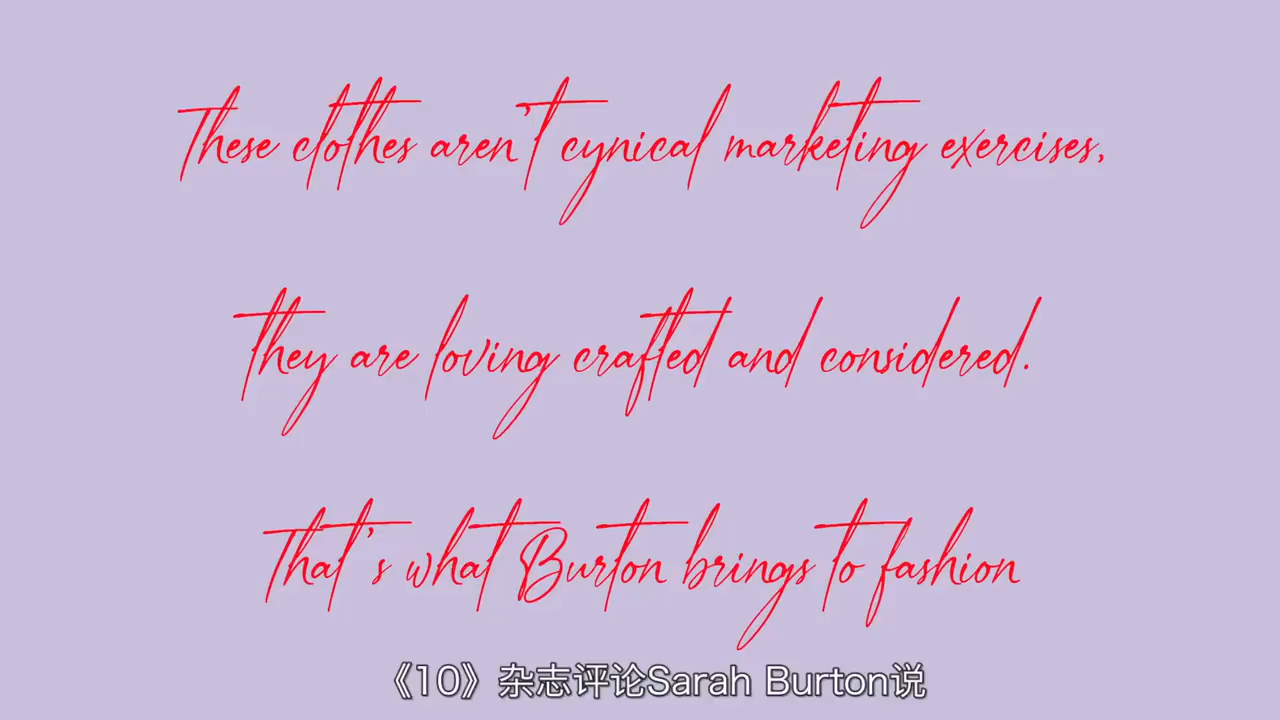 These clothes aren't cynical marketing exercises,
they are loving crafted and considered.
That's what Burton brings to fashion
《10》杂志评论Sarah Burton说